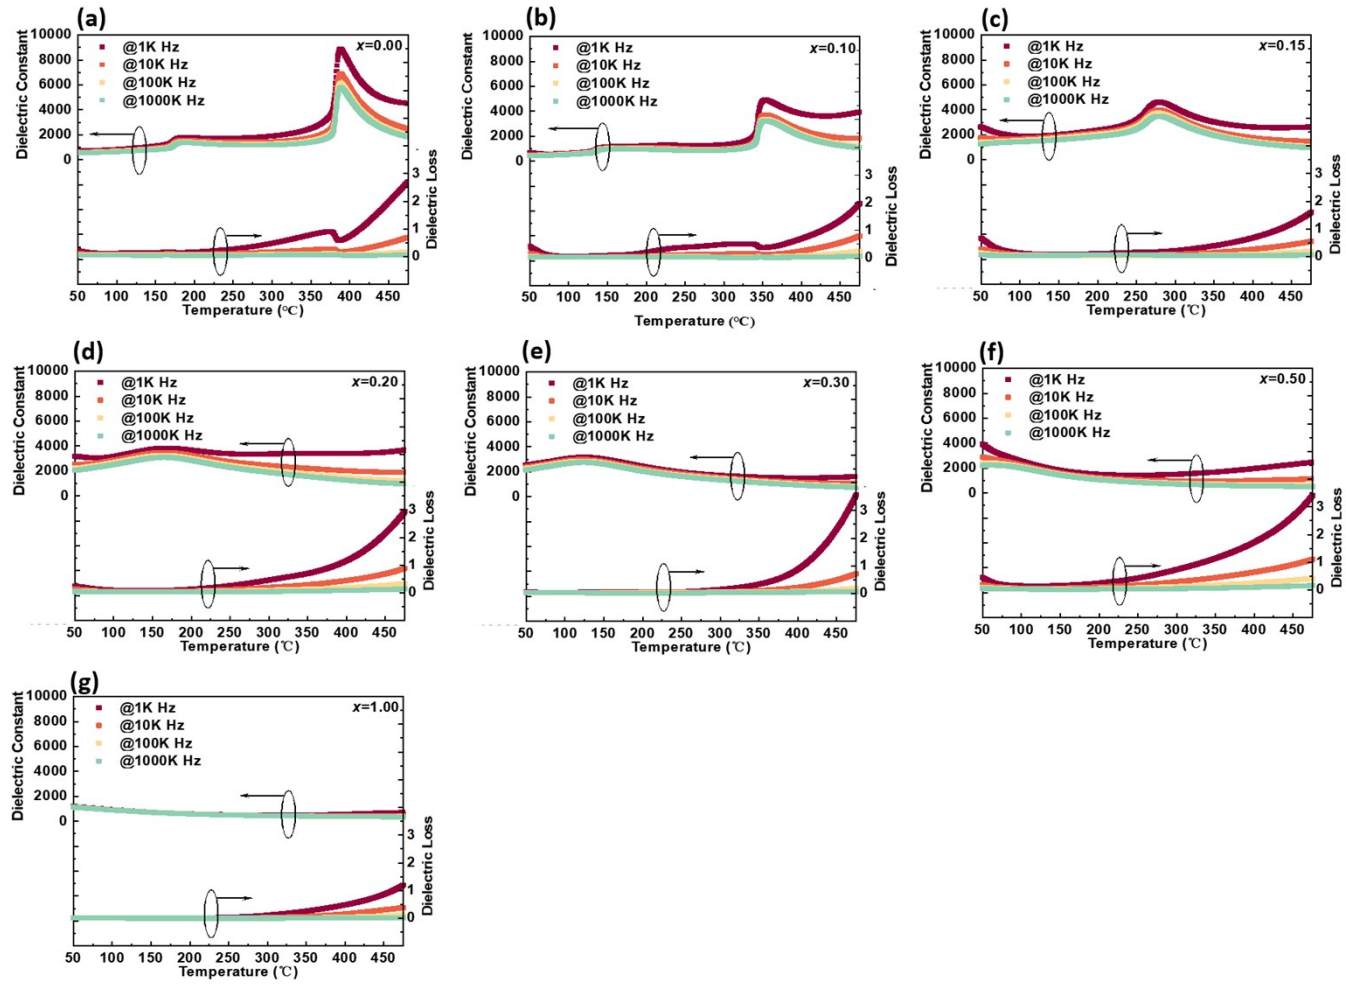 (a)
x=0.00
@1K Hz
@10K Hz
@100K Hz
@1000K Hz
Dielectric Constant
10000
8000
6000
4000
2000
0
3
2
1
0
Dielectric Loss
50 100 150 200 250 300 350 400 450
Temperature (°C)
(b)
x=0.10
@1K Hz
@10K Hz
@100K Hz
@1000K Hz
Dielectric Constant
10000
8000
6000
4000
2000
0
3
2
1
0
Dielectric Loss
50 100 150 200 250 300 350 400 450
Temperature (°C)
(c)
x=0.15
@1K Hz
@10K Hz
@100K Hz
@1000K Hz
Dielectric Constant
10000
8000
6000
4000
2000
0
3
2
1
0
Dielectric Loss
50 100 150 200 250 300 350 400 450
Temperature (℃)
(d)
x=0.20
@1K Hz
@10K Hz
@100K Hz
@1000K Hz
Dielectric Constant
10000
8000
6000
4000
2000
0
3
2
1
0
Dielectric Loss
50 100 150 200 250 300 350 400 450
Temperature (℃)
(e)
x=0.30
@1K Hz
@10K Hz
@100K Hz
@1000K Hz
Dielectric Constant
10000
8000
6000
4000
2000
0
3
2
1
0
Dielectric Loss
50 100 150 200 250 300 350 400 450
Temperature (℃)
(f)
x=0.50
@1K Hz
@10K Hz
@100K Hz
@1000K Hz
Dielectric Constant
10000
8000
6000
4000
2000
0
3
2
1
0
Dielectric Loss
50 100 150 200 250 300 350 400 450
Temperature (℃)
(g)
x=1.00
@1K Hz
@10K Hz
@100K Hz
@1000K Hz
Dielectric Constant
10000
8000
6000
4000
2000
0
3
2
1
0
Dielectric Loss
50 100 150 200 250 300 350 400 450
Temperature (℃)